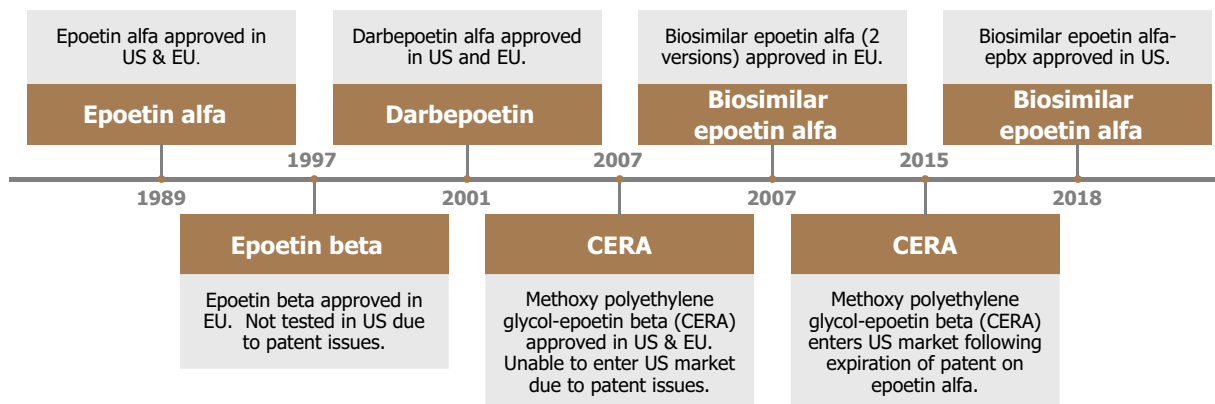 Epoetin alfa approved in
US & EU.
Epoetin alfa
1989
1997
Epoetin beta
Epoetin beta approved in
EU.  Not tested in US due
to patent issues.
Darbepoetin alfa approved
in US and EU.
Darbepoetin
2001
2007
CERA
Methoxy polyethylene
glycol-epoetin beta (CERA)
approved in US & EU.
Unable to enter US market
due to patent issues.
Biosimilar epoetin alfa (2
versions) approved in EU.
Biosimilar
epoetin alfa
2007
2015
CERA
Methoxy polyethylene
glycol-epoetin beta (CERA)
enters US market following
expiration of patent on
epoetin alfa.
Biosimilar epoetin alfa-
epbx approved in US.
Biosimilar
epoetin alfa
2018